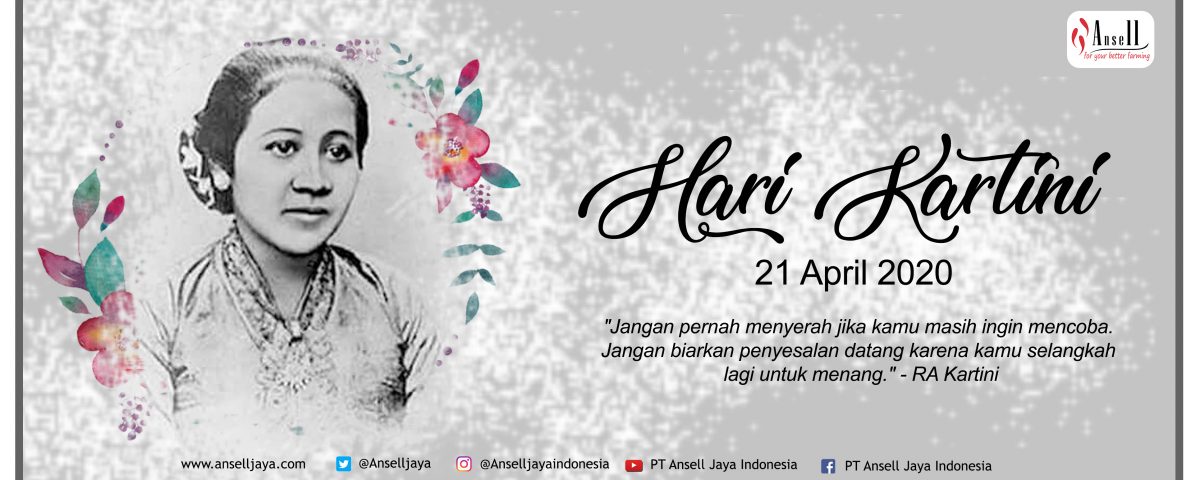 Ansell
for your better farming
Hari Kartini
21 April 2020
"Jangan pernah menyerah jika kamu masih ingin mencoba.
Jangan biarkan penyesalan datang karena kamu selangkah
lagi untuk menang." - RA Kartini
www.anselljaya.com @Anselljaya @Anselljayaindonesia PT Ansell Jaya Indonesia PT Ansell Jaya Indonesia